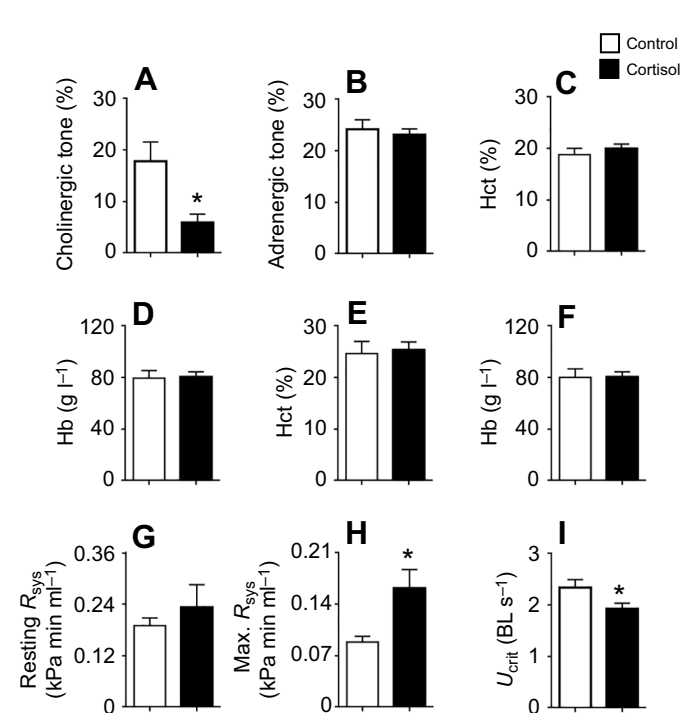 Control
Cortisol
A
Cholinergic tone (%)
30
20
10
0
*
B
Adrenergic tone (%)
30
20
10
0
C
Hct (%)
30
20
10
0
D
Hb (g l⁻¹)
120
80
40
0
E
Hct (%)
30
20
10
0
F
Hb (g l⁻¹)
120
80
40
0
G
Resting Rsys
(kPa min ml⁻¹)
0.36
0.24
0.12
0
H
Max. Rsys
(kPa min ml⁻¹)
0.21
0.14
0.07
0
*
I
Ucrit (BL s⁻¹)
3
2
1
0
*